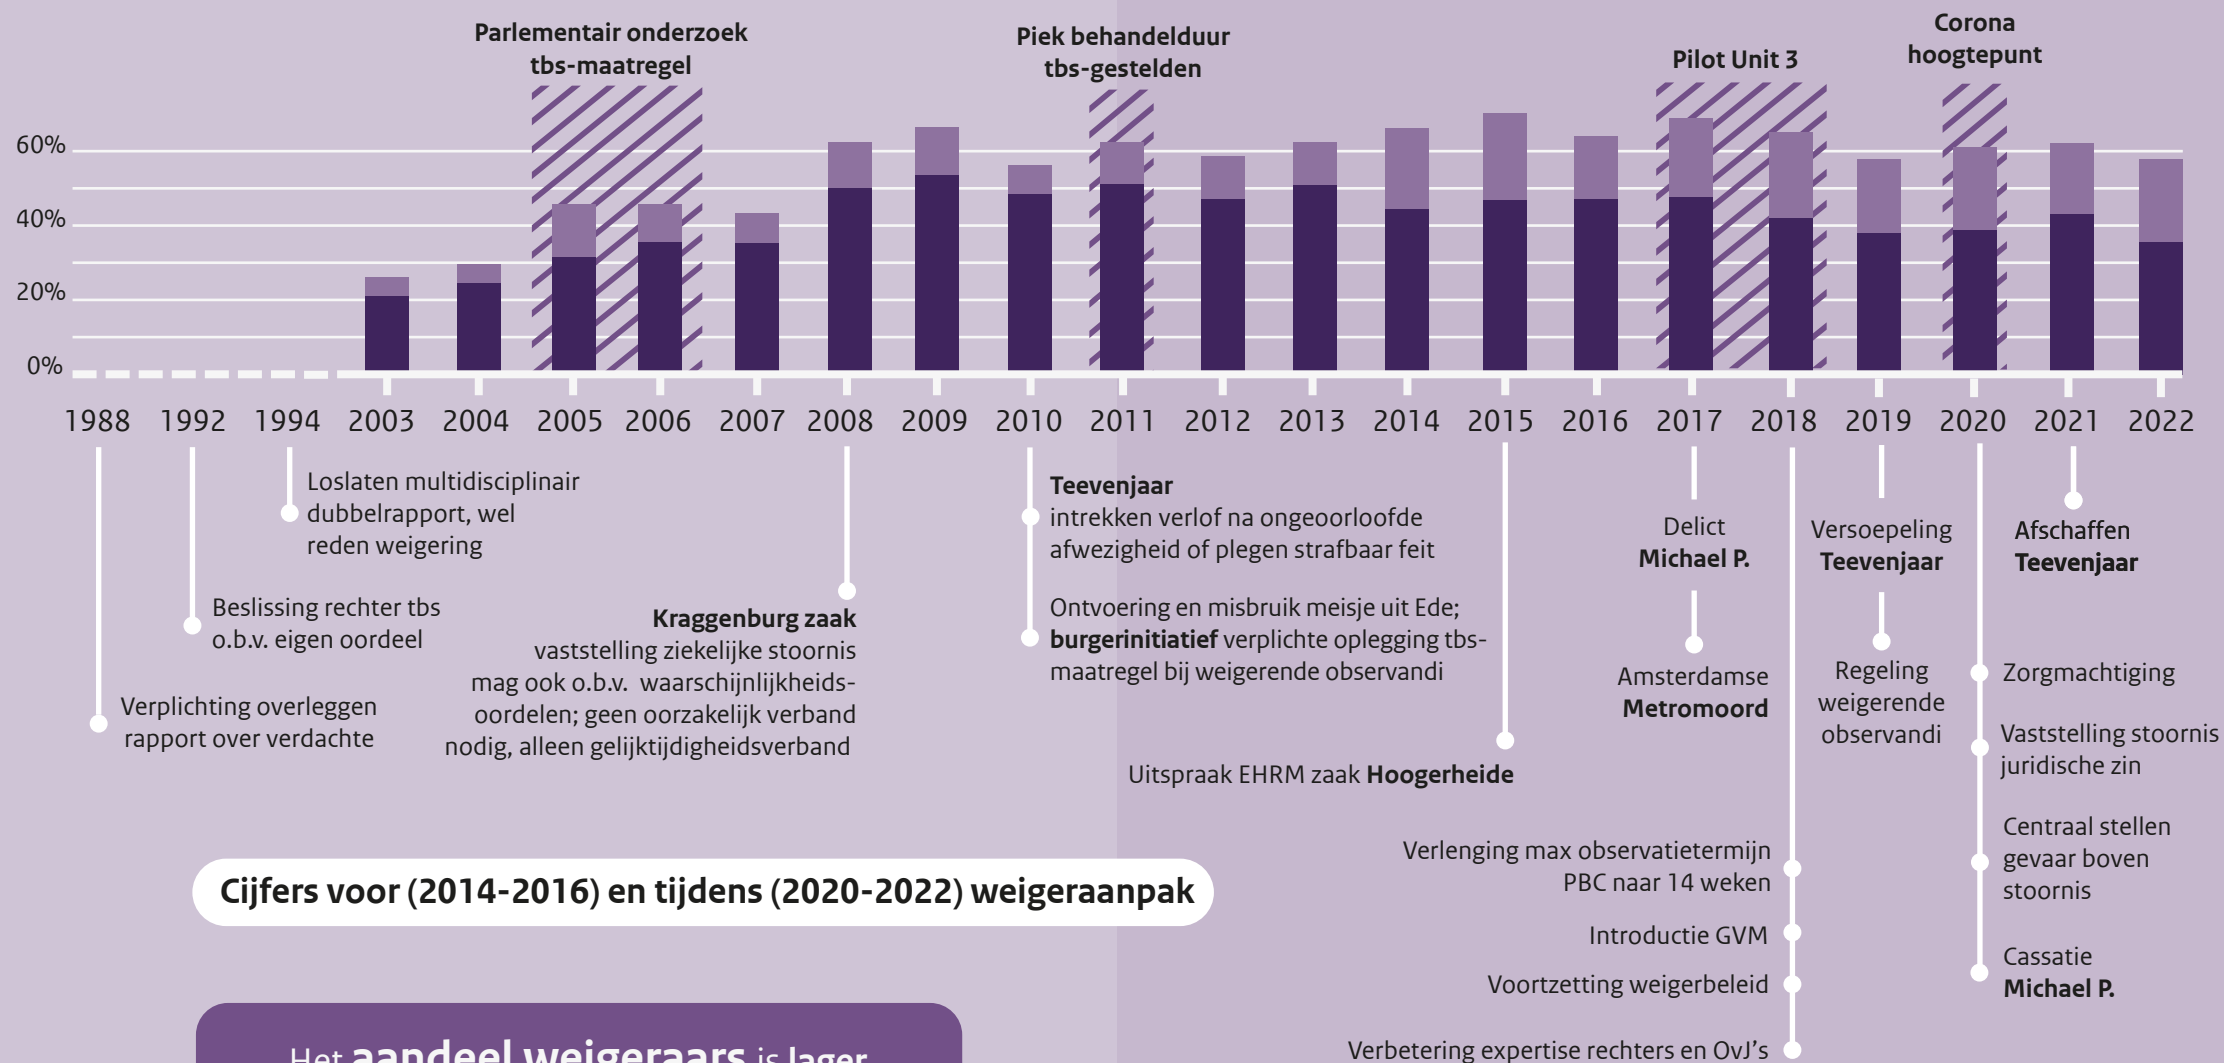 Parlementair onderzoek
tbs-maatregel
Piek behandelduur
tbs-gestelden
Pilot Unit 3
Corona
hoogtepunt
60%
40%
20%
0%
1988 1992 1994 2003 2004 2005 2006 2007 2008 2009 2010 2011 2012 2013 2014 2015 2016 2017 2018 2019 2020 2021 2022
Loslaten multidisciplinair
dubbelrapport, wel
reden weigering
Beslissing rechter tbs
o.b.v. eigen oordeel
Verplichting overleggen
rapport over verdachte
Kraggenburg zaak
vaststelling ziekelijke stoornis
mag ook o.b.v. waarschijnlijkheids-
oordelen; geen oorzakelijk verband
nodig, alleen gelijktijdigheidsverband
Teevenjaar
intrekken verlof na ongeoorloofde
afwezigheid of plegen strafbaar feit
Ontvoering en misbruik meisje uit Ede;
burgerinitiatief verplichte oplegging tbs-
maatregel bij weigerende observandi
Uitspraak EHRM zaak Hoogerheide
Delict
Michael P.
Amsterdamse
Metromoord
Verlenging max observatietermijn
PBC naar 14 weken
Introductie GVM
Voortzetting weigerbeleid
Verbetering expertise rechters en OvJ's
Versoepeling
Teevenjaar
Regeling
weigerende
observandi
Zorgmachtiging
Vaststelling stoornis
juridische zin
Centraal stellen
gevaar boven
stoornis
Cassatie
Michael P.
Afschaffen
Teevenjaar
Cijfers voor (2014-2016) en tijdens (2020-2022) weigeraanpak
Het aandeel weigeraars is lager